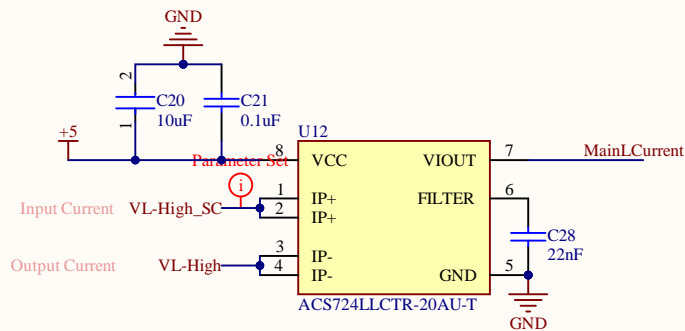 GND
2
C20
10uF
1
C21
0.1uF
+5
U12
Parameter Set
8
VCC
VIOUT
7
MainLCurrent
i
1
IP+
FILTER
6
Input Current
VL-High_SC
2
IP+
3
IP-
C28
22nF
Output Current
VL-High
4
IP-
GND
5
ACS724LLCTR-20AU-T
GND